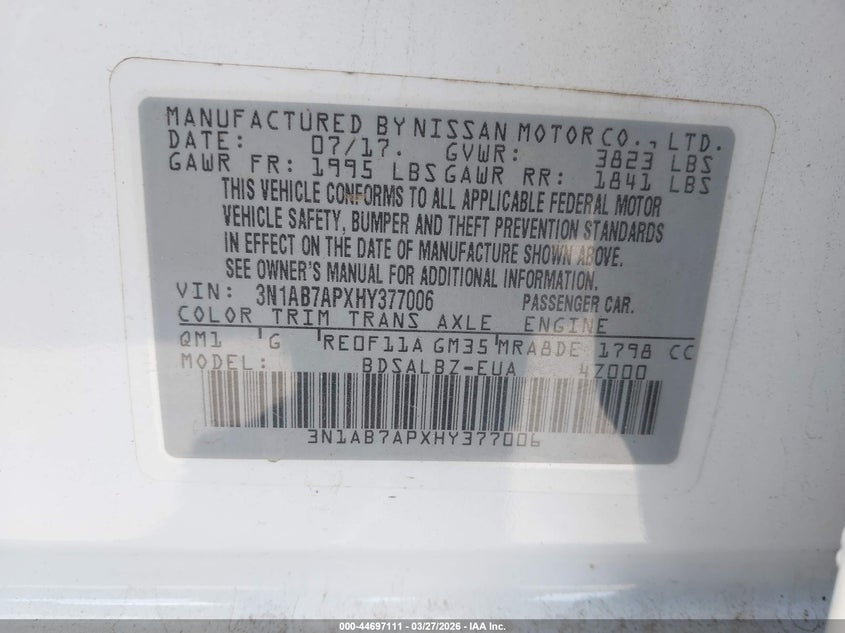 MANUFACTURED BY NISSAN MOTOR CO., LTD.
DATE: 07/17. GVWR: 3823 LBS
GAWR FR: 1995 LBS GAWR RR: 1841 LBS
THIS VEHICLE CONFORMS TO ALL APPLICABLE FEDERAL MOTOR
VEHICLE SAFETY, BUMPER AND THEFT PREVENTION STANDARDS
IN EFFECT ON THE DATE OF MANUFACTURE SHOWN ABOVE.
SEE OWNER'S MANUAL FOR ADDITIONAL INFORMATION.
VIN: 3N1AB7APXHY377006 PASSENGER CAR.
COLOR TRIM TRANS AXLE ENGINE
QM1 G RE0F11A GM35 MRA8DE 1798 CC
MODEL: BDSALBZ-EUA 4Z000
3N1AB7APXHY377006
000-44697111 - 03/27/2026 - IAA Inc.